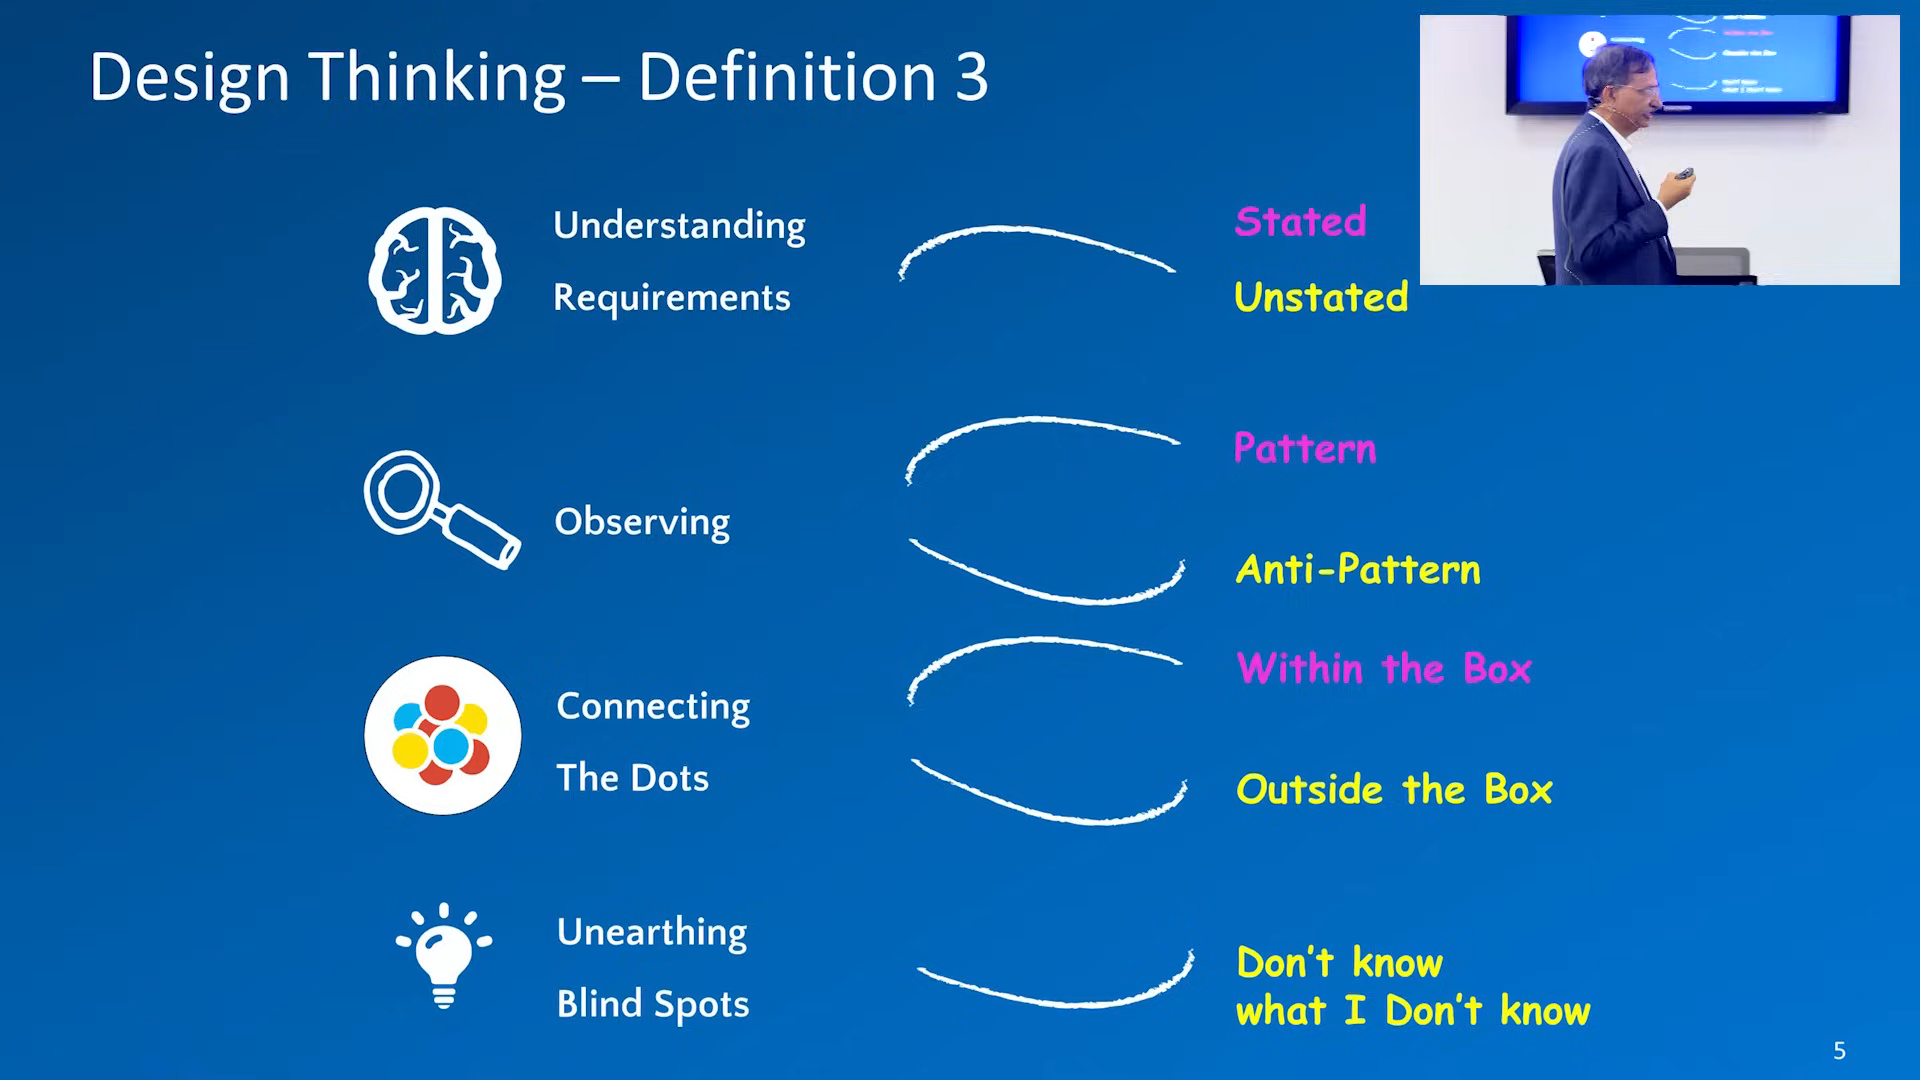 Design Thinking – Definition 3
Understanding
Requirements
Stated
Unstated
Observing
Pattern
Anti-Pattern
Connecting
The Dots
Within the Box
Outside the Box
Unearthing
Blind Spots
Don't know
what I Don't know
5